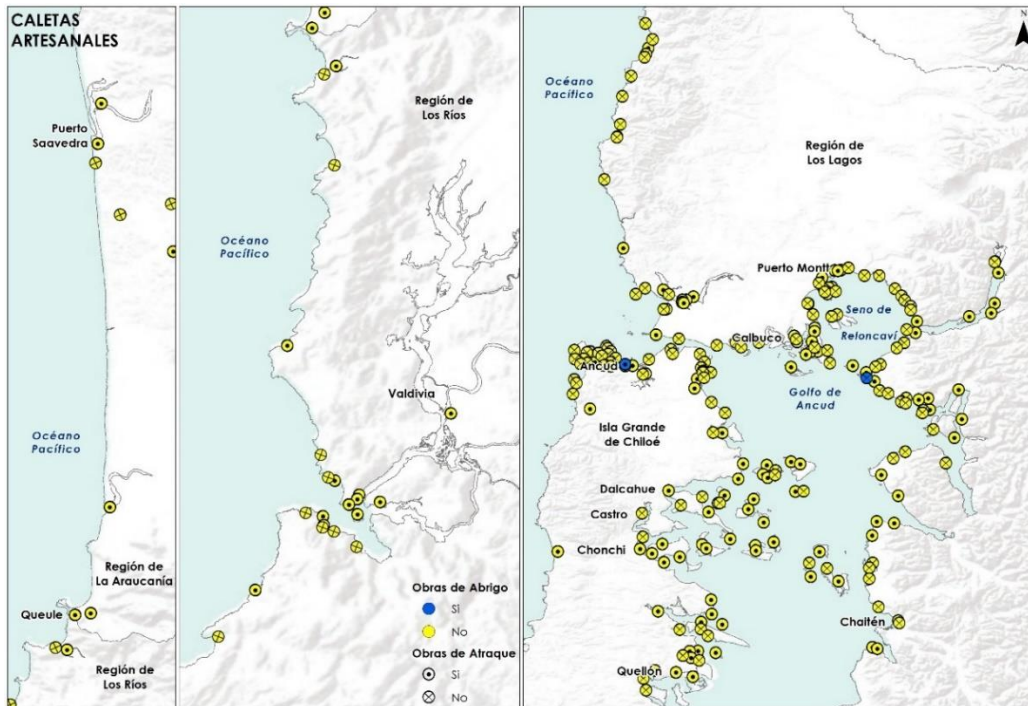 CALETAS
ARTESANALES
Puerto
Saavedra
Océano
Pacífico
Región de
La Araucanía
Queule
Región de
Los Ríos
Región de
Los Ríos
Océano
Pacífico
Valdivia
Obras de Abrigo
Sí
No
Obras de Atraque
Sí
No
N
Océano
Pacífico
Región de
Los Lagos
Puerto Montt
Seno de
Reloncaví
Calbuco
Ancud
Golfo de
Ancud
Isla Grande
de Chiloé
Dalcahue
Castro
Chonchi
Chaitén
Quellón